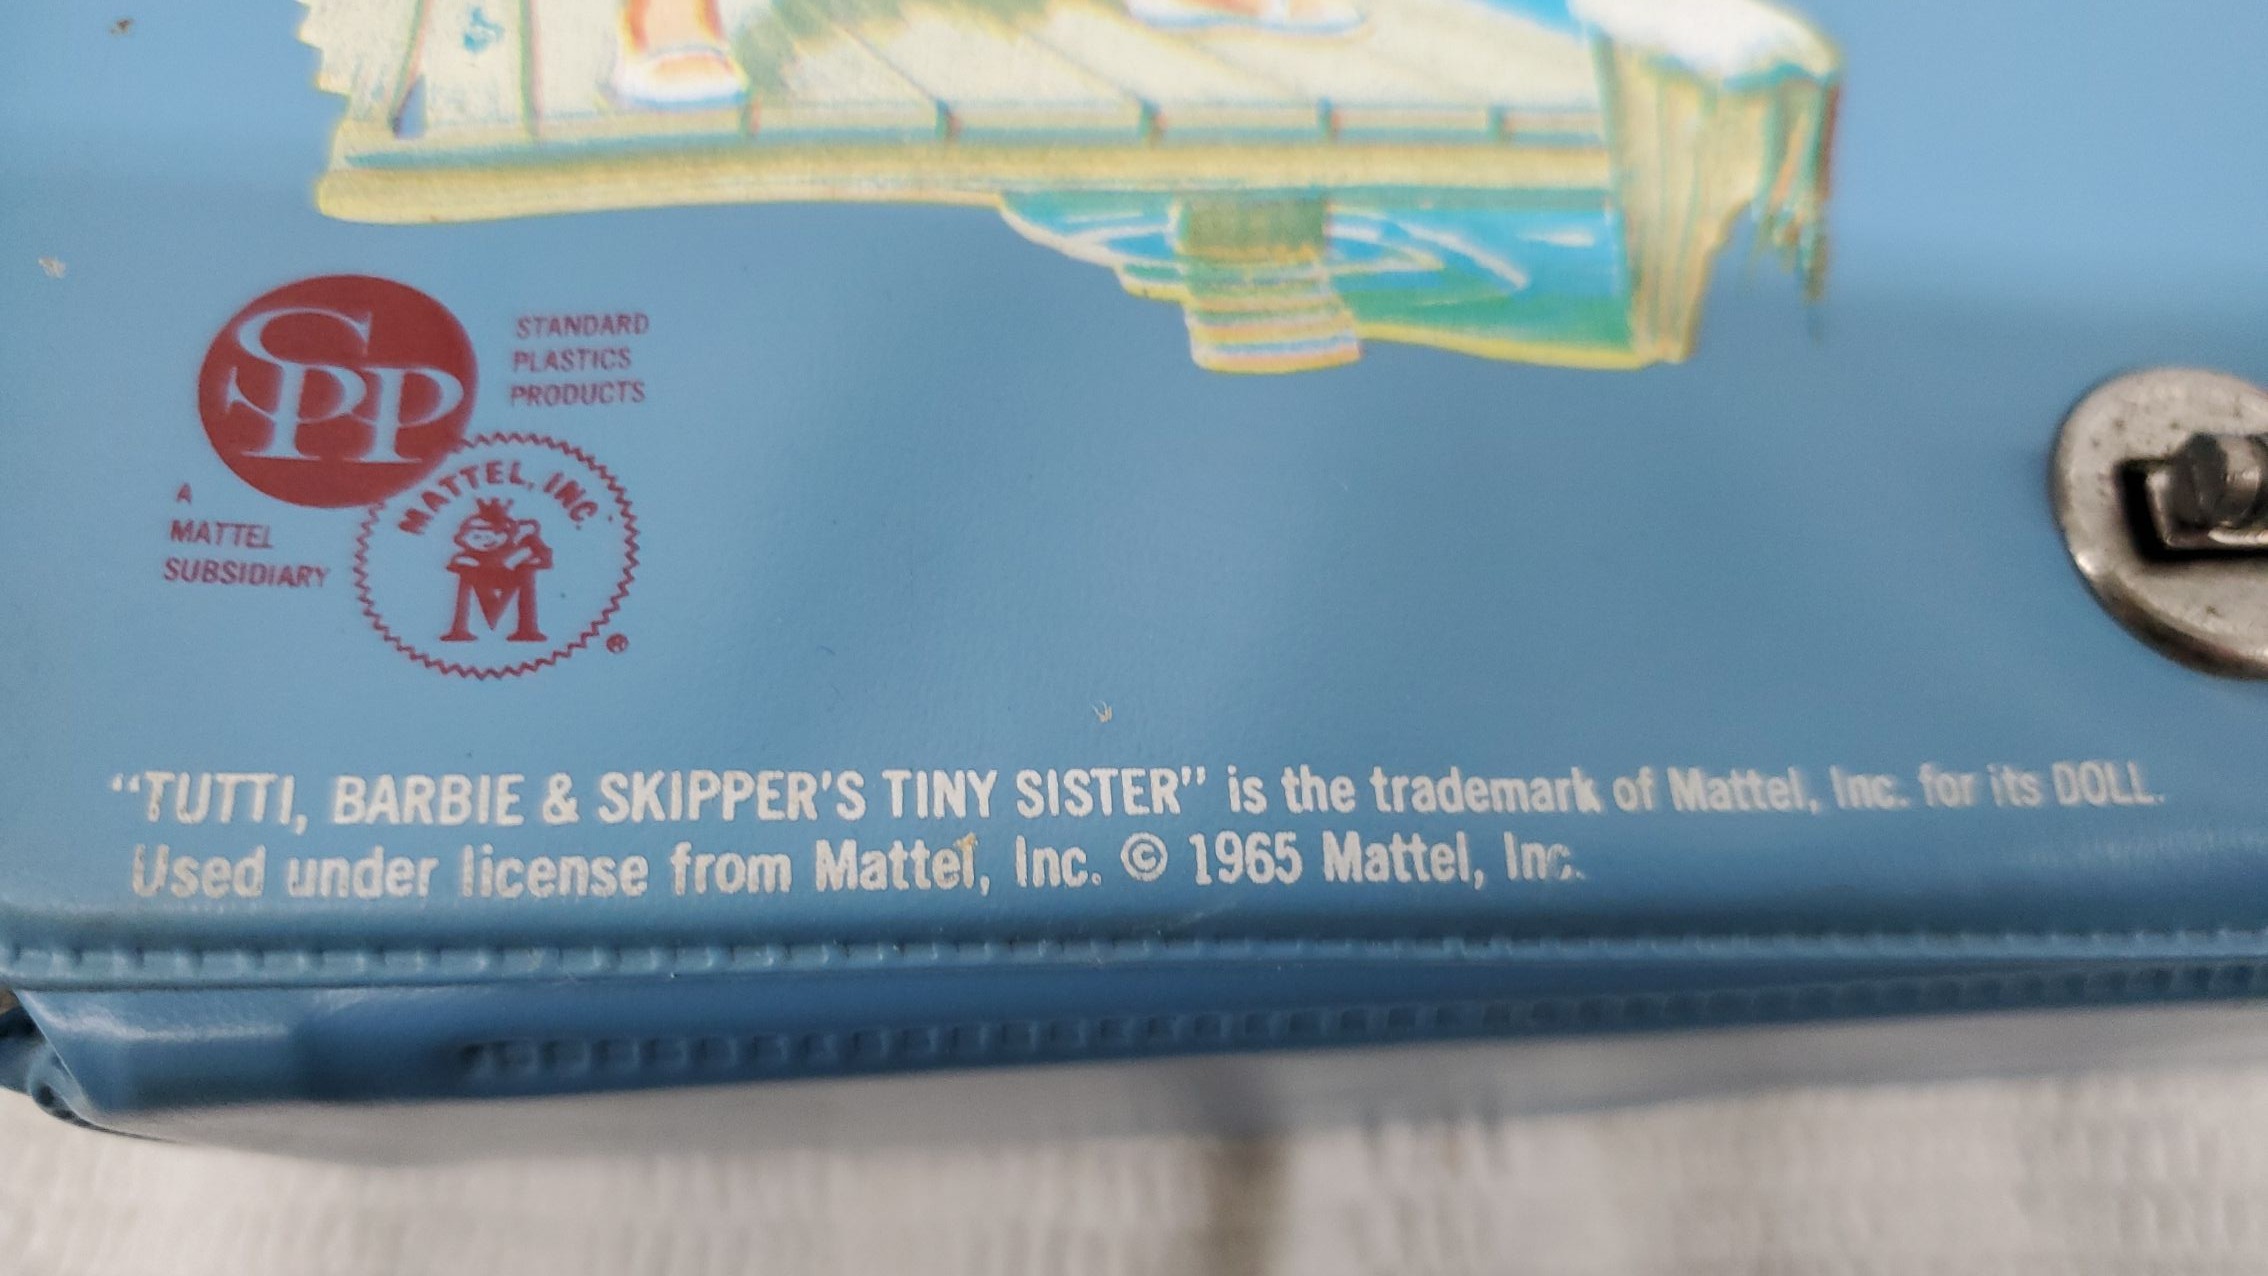 SPP
STANDARD
PLASTICS
PRODUCTS
A
MATTEL
SUBSIDIARY
MATTEL, INC.
M
®
“TUTTI, BARBIE & SKIPPER'S TINY SISTER” is the trademark of Mattel, Inc. for its DOLL.
Used under license from Mattel, Inc. © 1965 Mattel, Inc.